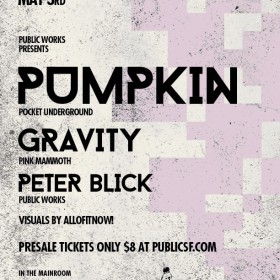 MAY 3RD
PUBLIC WORKS
PRESENTS
PUMPKIN
POCKET UNDERGROUND
GRAVITY
PINK MAMMOTH
PETER BLICK
PUBLIC WORKS
VISUALS BY ALLOFITNOW!
PRESALE TICKETS ONLY $8 AT PUBLICSF.COM
IN THE MAINROOM